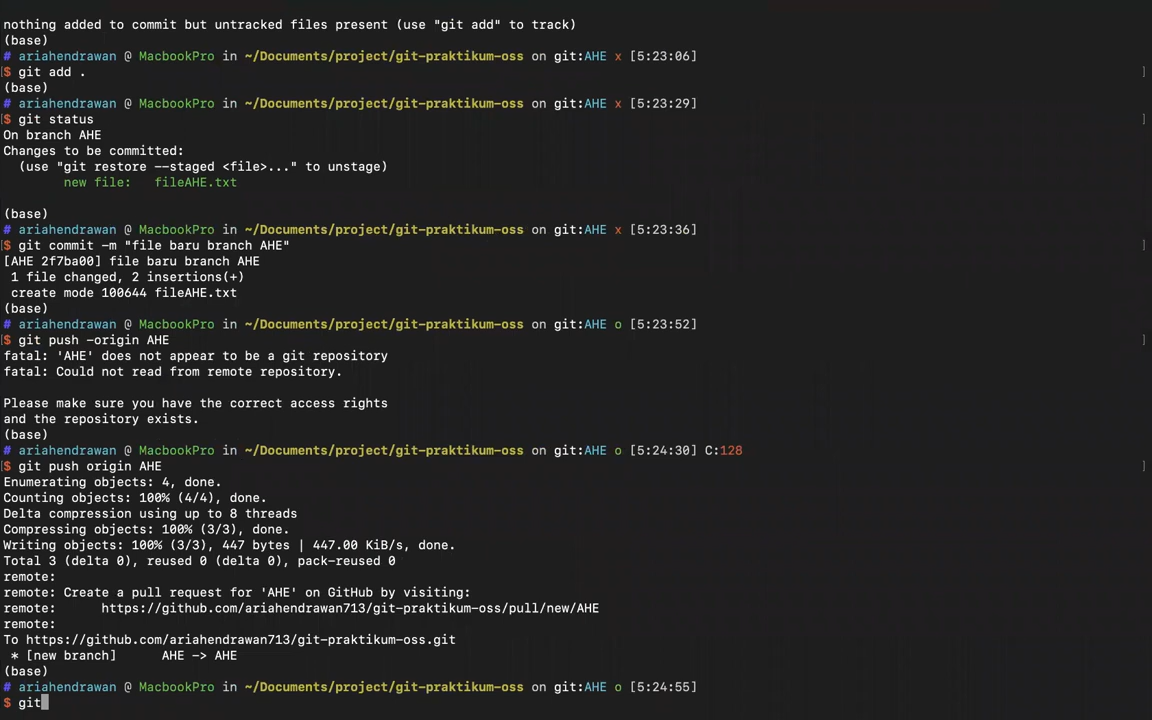 nothing added to commit but untracked files present (use "git add" to track)
(base)
# ariahendrawan @ MacbookPro in ~/Documents/project/git-praktikum-oss on git:AHE x [5:23:06]
$ git add .
(base)
# ariahendrawan @ MacbookPro in ~/Documents/project/git-praktikum-oss on git:AHE x [5:23:29]
$ git status
On branch AHE
Changes to be committed:
  (use "git restore --staged <file>..." to unstage)
        new file:   fileAHE.txt

(base)
# ariahendrawan @ MacbookPro in ~/Documents/project/git-praktikum-oss on git:AHE x [5:23:36]
$ git commit -m "file baru branch AHE"
[AHE 2f7ba00] file baru branch AHE
 1 file changed, 2 insertions(+)
 create mode 100644 fileAHE.txt
(base)
# ariahendrawan @ MacbookPro in ~/Documents/project/git-praktikum-oss on git:AHE o [5:23:52]
$ git push -origin AHE
fatal: 'AHE' does not appear to be a git repository
fatal: Could not read from remote repository.

Please make sure you have the correct access rights
and the repository exists.
(base)
# ariahendrawan @ MacbookPro in ~/Documents/project/git-praktikum-oss on git:AHE o [5:24:30] C:128
$ git push origin AHE
Enumerating objects: 4, done.
Counting objects: 100% (4/4), done.
Delta compression using up to 8 threads
Compressing objects: 100% (3/3), done.
Writing objects: 100% (3/3), 447 bytes | 447.00 KiB/s, done.
Total 3 (delta 0), reused 0 (delta 0), pack-reused 0
remote:
remote: Create a pull request for 'AHE' on GitHub by visiting:
remote:      https://github.com/ariahendrawan713/git-praktikum-oss/pull/new/AHE
remote:
To https://github.com/ariahendrawan713/git-praktikum-oss.git
 * [new branch]      AHE -> AHE
(base)
# ariahendrawan @ MacbookPro in ~/Documents/project/git-praktikum-oss on git:AHE o [5:24:55]
$ git